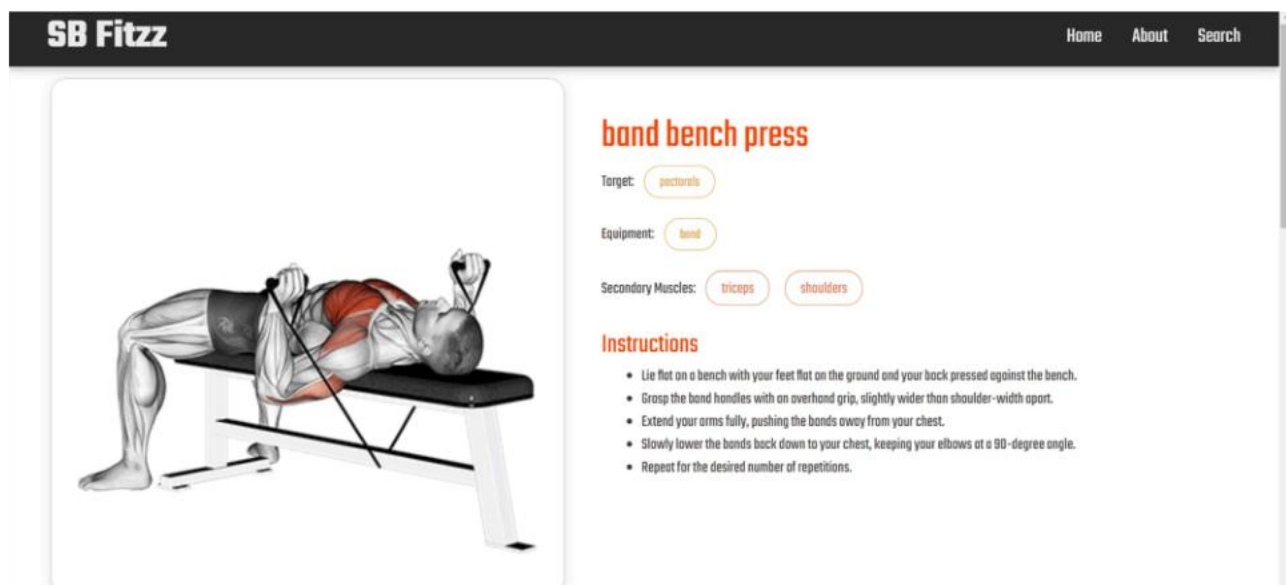 SB Fitzz
Home About Search
band bench press
Target: pectorals
Equipment: band
Secondary Muscles: triceps shoulders
Instructions
• Lie flat on a bench with your feet flat on the ground and your back pressed against the bench.
• Grasp the band handles with an overhand grip, slightly wider than shoulder-width apart.
• Extend your arms fully, pushing the bands away from your chest.
• Slowly lower the bands back down to your chest, keeping your elbows at a 90-degree angle.
• Repeat for the desired number of repetitions.